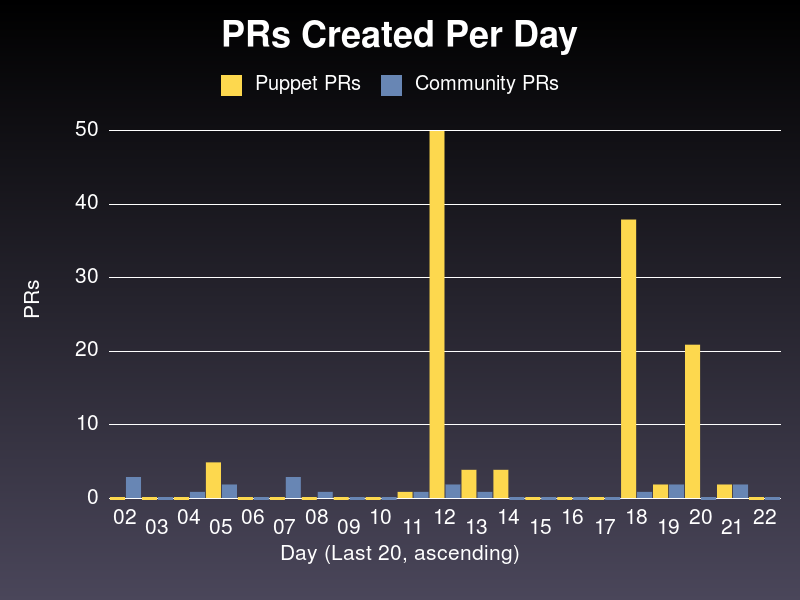 PRs Created Per Day
Puppet PRs Community PRs
50
40
30
20
10
0
PRs
02 03 04 05 06 07 08 09 10 11 12 13 14 15 16 17 18 19 20 21 22
Day (Last 20, ascending)